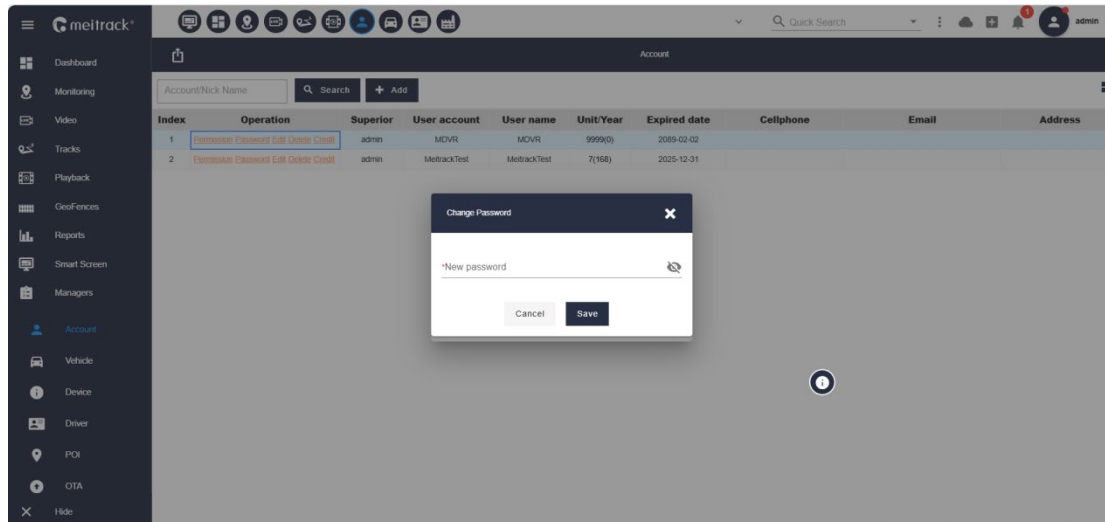 meitrack®
Quick Search
1
admin
Dashboard
Account
Monitoring
Account/Nick Name
Search
+ Add
Video
Index Operation Superior User account User name Unit/Year Expired date Cellphone Email Address
1 Permission Password Edit Delete Credit admin MDVR MDVR 9999(0) 2089-02-02
Tracks
2 Permission Password Edit Delete Credit admin MeitrackTest MeitrackTest 7(168) 2025-12-31
Playback
GeoFences
Change Password
Reports
Smart Screen
*New password
Managers
Cancel
Save
Account
Vehicle
Device
Driver
POI
OTA
Hide